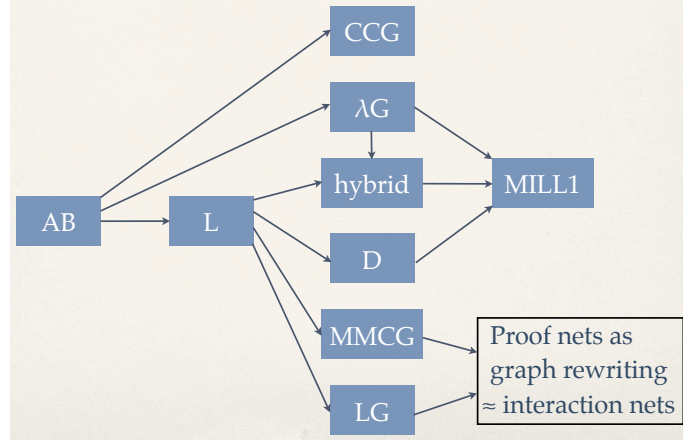 CCG
λG
hybrid
MILL1
AB
L
D
MMCG
Proof nets as
graph rewriting
≈ interaction nets
LG